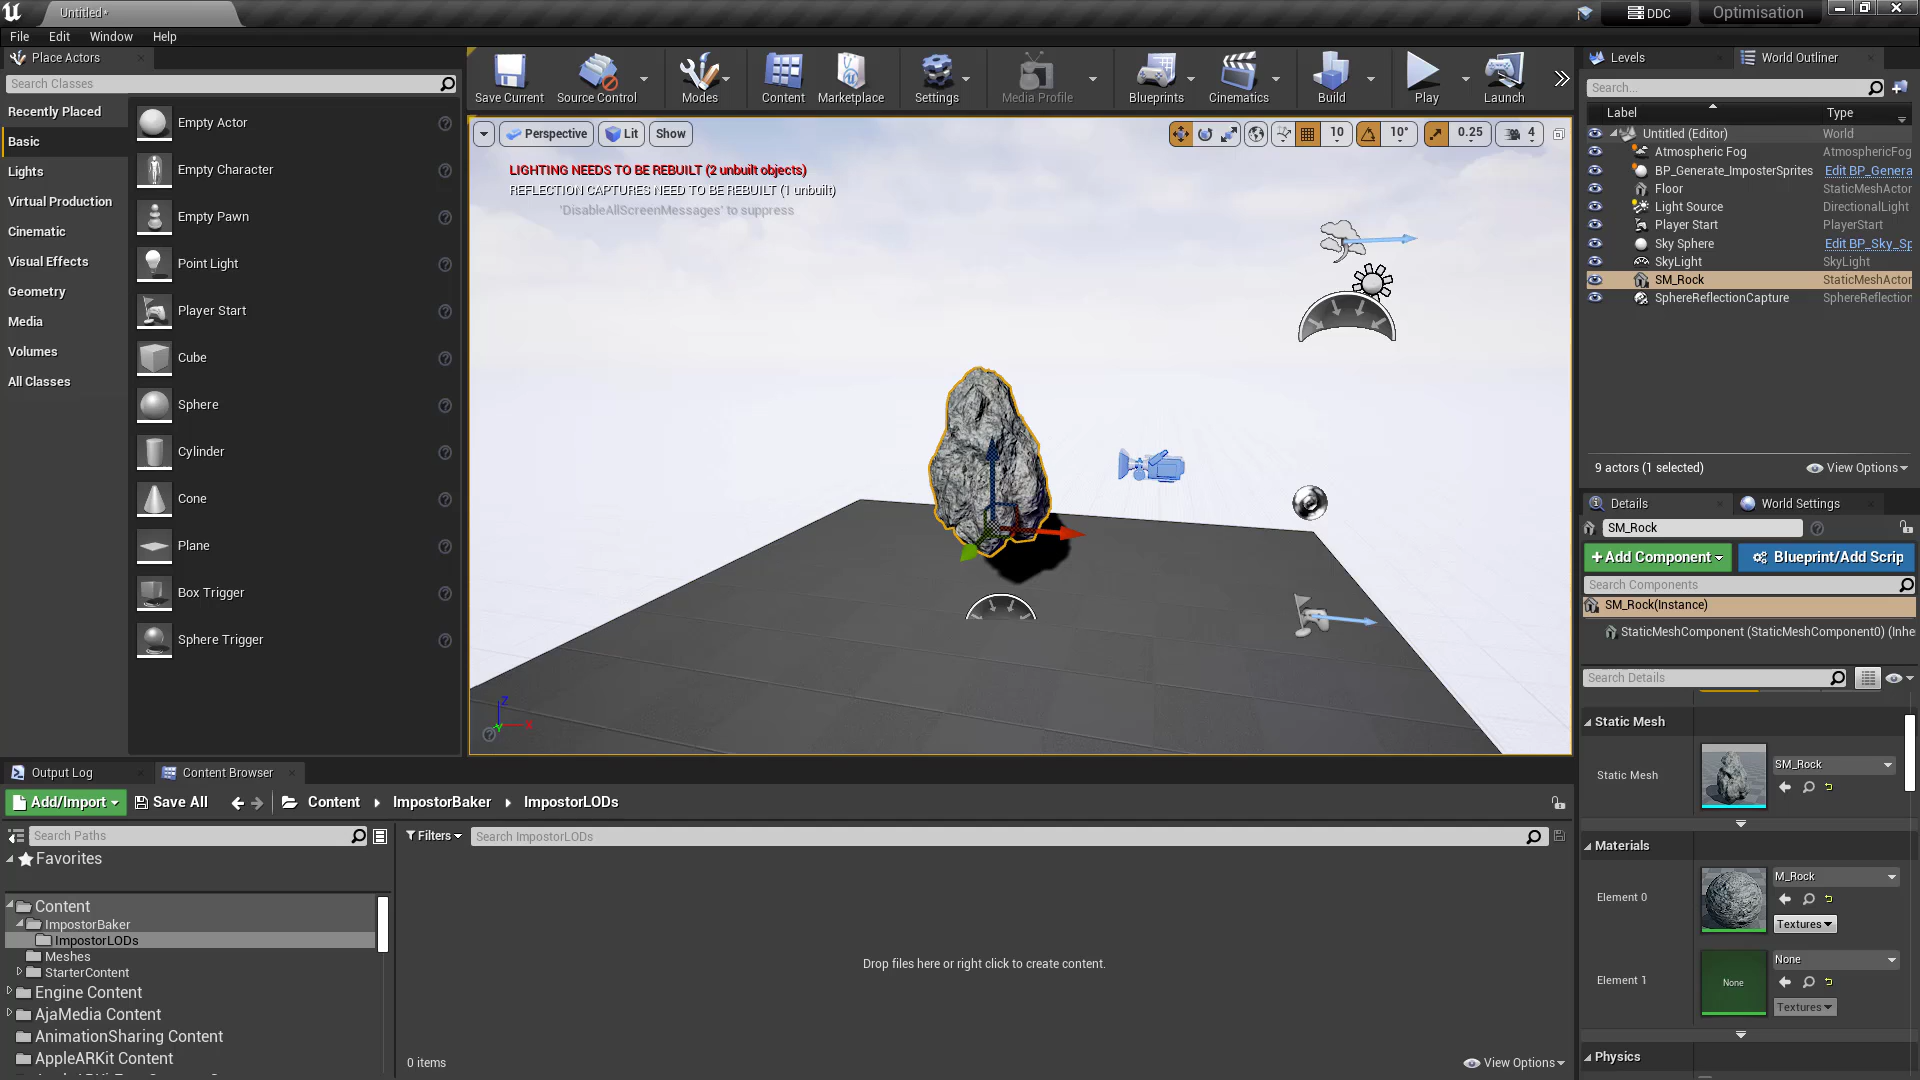 Untitled*
DDC
Optimisation
File
Edit
Window
Help
Place Actors
Search Classes
Recently Placed
Basic
Lights
Virtual Production
Cinematic
Visual Effects
Geometry
Media
Volumes
All Classes
Empty Actor
Empty Character
Empty Pawn
Point Light
Player Start
Cube
Sphere
Cylinder
Cone
Plane
Box Trigger
Sphere Trigger
Save Current
Source Control
Modes
Content
Marketplace
Settings
Media Profile
Blueprints
Cinematics
Build
Play
Launch
Perspective
Lit
Show
10
10°
0.25
4
LIGHTING NEEDS TO BE REBUILT (2 unbuilt objects)
REFLECTION CAPTURES NEED TO BE REBUILT (1 unbuilt)
'DisableAllScreenMessages' to suppress
Z
X
Y
Levels
World Outliner
Search...
Label
Type
Untitled (Editor)
World
Atmospheric Fog
AtmosphericFog
BP_Generate_ImposterSprites
Edit BP_Genera
Floor
StaticMeshActor
Light Source
DirectionalLight
Player Start
PlayerStart
Sky Sphere
Edit BP_Sky_Sp
SkyLight
SkyLight
SM_Rock
StaticMeshActor
SphereReflectionCapture
SphereReflection
9 actors (1 selected)
View Options
Details
World Settings
SM_Rock
+Add Component
Blueprint/Add Scrip
Search Components
SM_Rock(Instance)
StaticMeshComponent (StaticMeshComponent0) (Inhe
Search Details
Static Mesh
Static Mesh
SM_Rock
Materials
Element 0
M_Rock
Textures
Element 1
None
None
Textures
Physics
Output Log
Content Browser
Add/Import
Save All
Content
ImpostorBaker
ImpostorLODs
Search Paths
Filters
Search ImpostorLODs
Favorites
Content
ImpostorBaker
ImpostorLODs
Meshes
StarterContent
Engine Content
AjaMedia Content
AnimationSharing Content
AppleARKit Content
Drop files here or right click to create content.
0 items
View Options